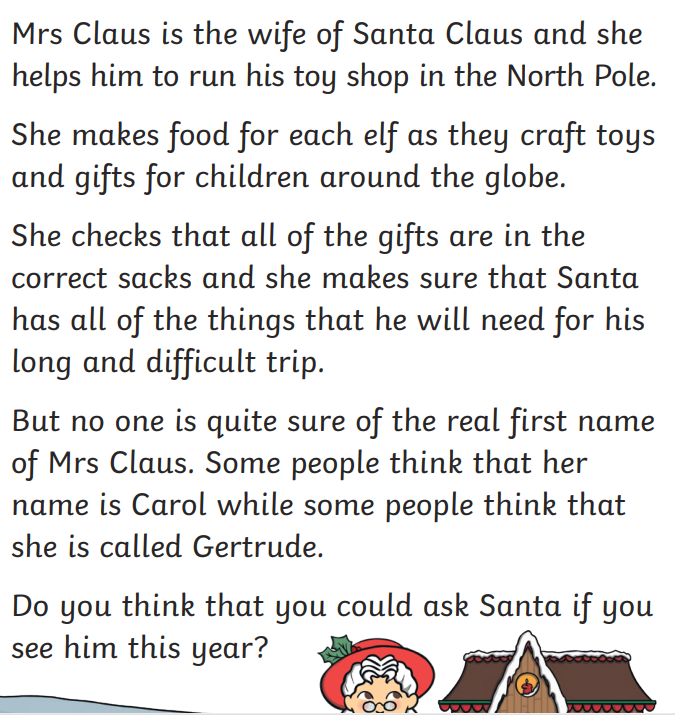 Mrs Claus is the wife of Santa Claus and she
helps him to run his toy shop in the North Pole.
She makes food for each elf as they craft toys
and gifts for children around the globe.
She checks that all of the gifts are in the
correct sacks and she makes sure that Santa
has all of the things that he will need for his
long and difficult trip.
But no one is quite sure of the real first name
of Mrs Claus. Some people think that her
name is Carol while some people think that
she is called Gertrude.
Do you think that you could ask Santa if you
see him this year?